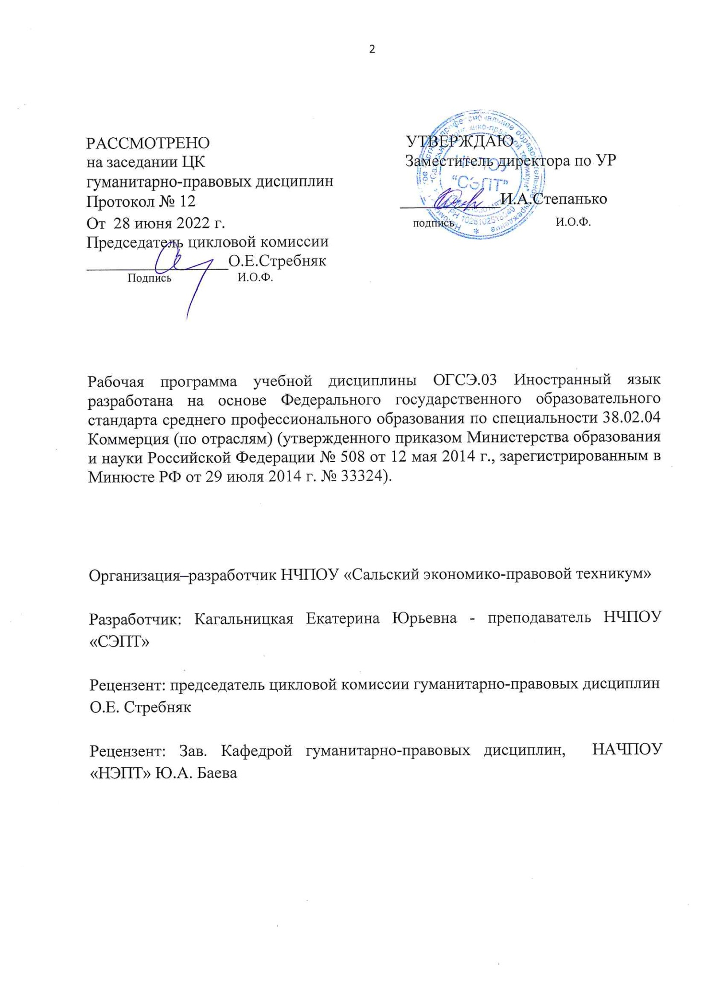 2
РАССМОТРЕНО
на заседании ЦК
гуманитарно-правовых дисциплин
Протокол № 12
От 28 июня 2022 г.
Председатель цикловой комиссии
О.Е.Стребняк
Подпись И.О.Ф.
УТВЕРЖДАЮ
Заместитель директора по УР
И.А.Степанько
подпись И.О.Ф.
"СЭПТ"
Рабочая программа учебной дисциплины ОГСЭ.03 Иностранный язык
разработана на основе Федерального государственного образовательного
стандарта среднего профессионального образования по специальности 38.02.04
Коммерция (по отраслям) (утвержденного приказом Министерства образования
и науки Российской Федерации № 508 от 12 мая 2014 г., зарегистрированным в
Минюсте РФ от 29 июля 2014 г. № 33324).
Организация–разработчик НЧПОУ «Сальский экономико-правовой техникум»
Разработчик: Кагальницкая Екатерина Юрьевна - преподаватель НЧПОУ
«СЭПТ»
Рецензент: председатель цикловой комиссии гуманитарно-правовых дисциплин
О.Е. Стребняк
Рецензент: Зав. Кафедрой гуманитарно-правовых дисциплин, НАЧПОУ
«НЭПТ» Ю.А. Баева